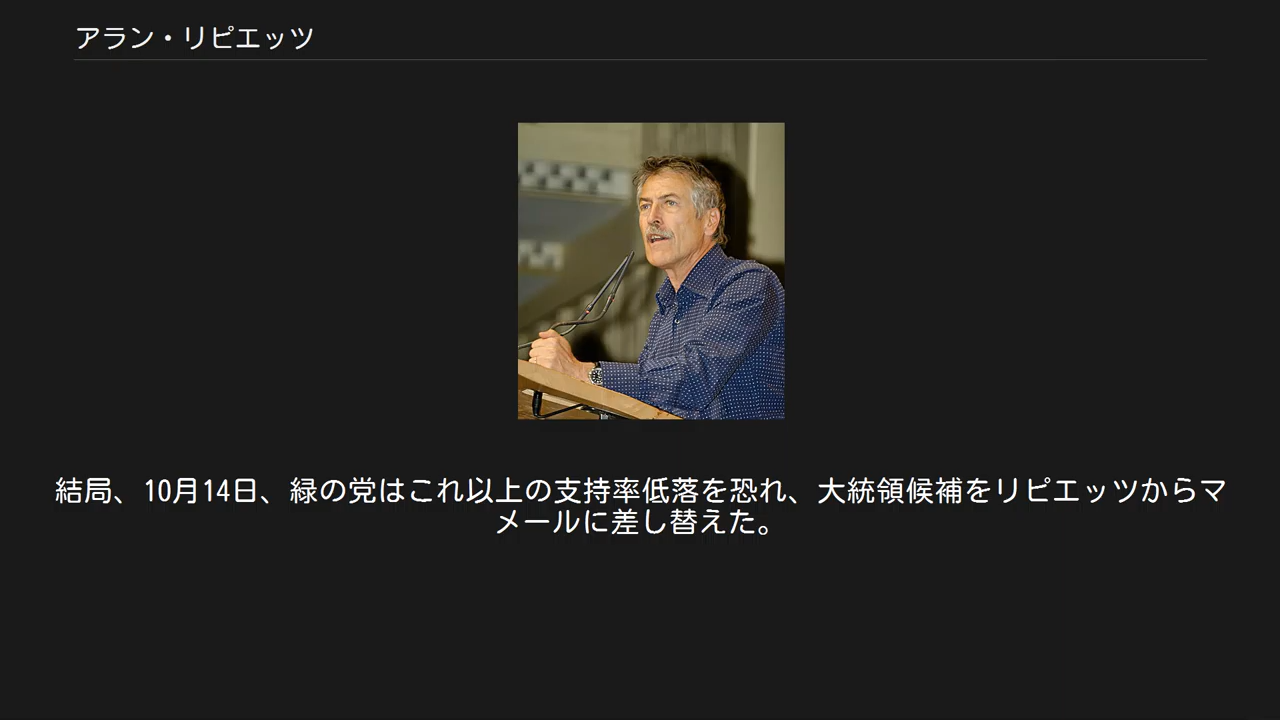 アラン・リピエッツ
結局、10月14日、緑の党はこれ以上の支持率低落を恐れ、大統領候補をリピエッツからマ
メールに差し替えた。